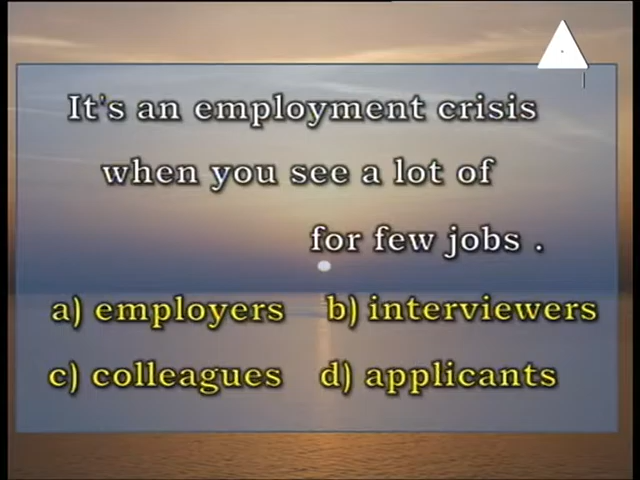 It's an employment crisis
when you see a lot of
for few jobs .
a) employers b) interviewers
c) colleagues d) applicants